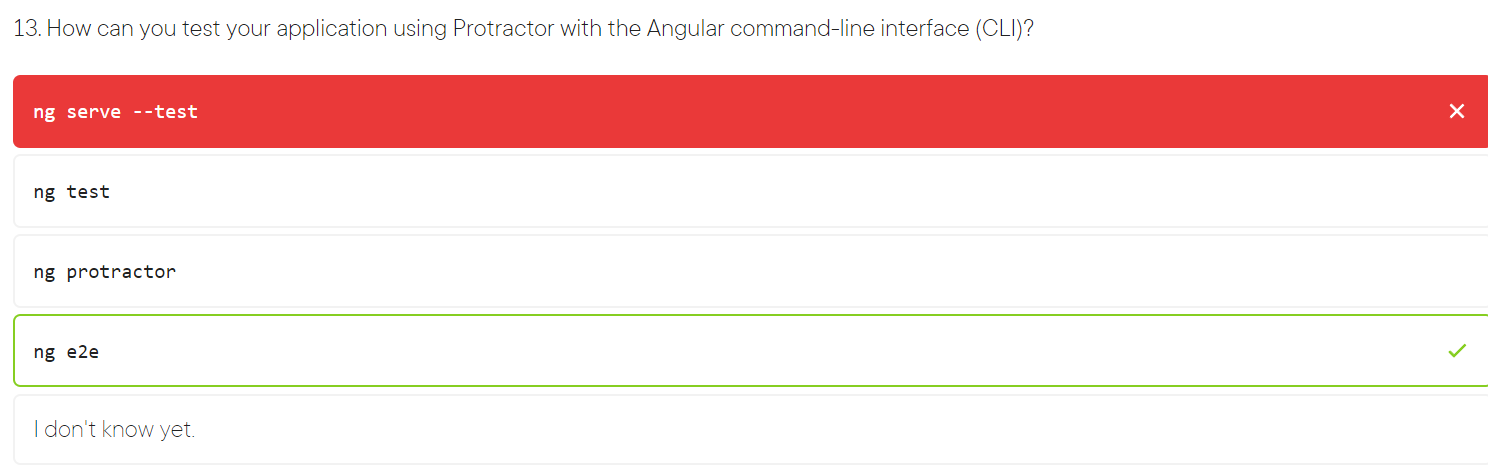 13. How can you test your application using Protractor with the Angular command-line interface (CLI)?
ng serve --test
ng test
ng protractor
ng e2e
I don't know yet.